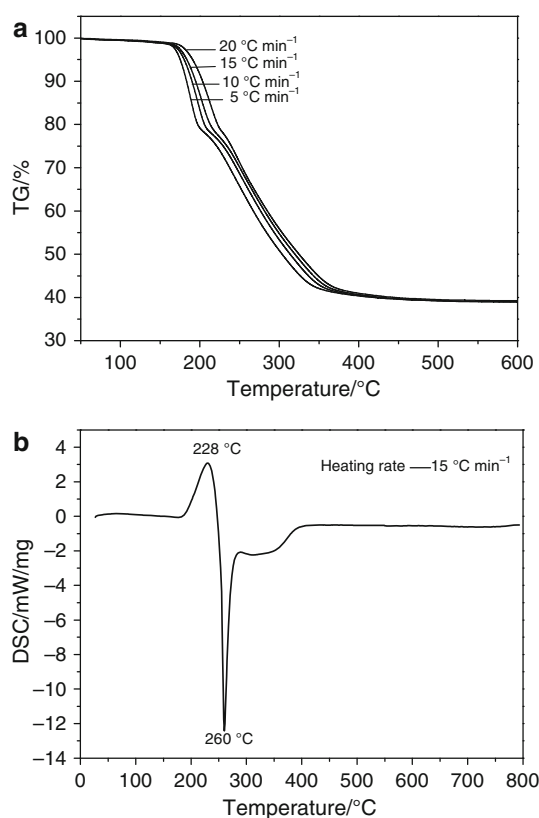 a
100
90
80
70
60
50
40
30
TG/%
20 °C min⁻¹
15 °C min⁻¹
10 °C min⁻¹
5 °C min⁻¹
100 200 300 400 500 600
Temperature/°C
b
4
2
0
−2
−4
−6
−8
−10
−12
−14
DSC/mW/mg
228 °C
Heating rate —15 °C min⁻¹
260 °C
0 100 200 300 400 500 600 700 800
Temperature/°C